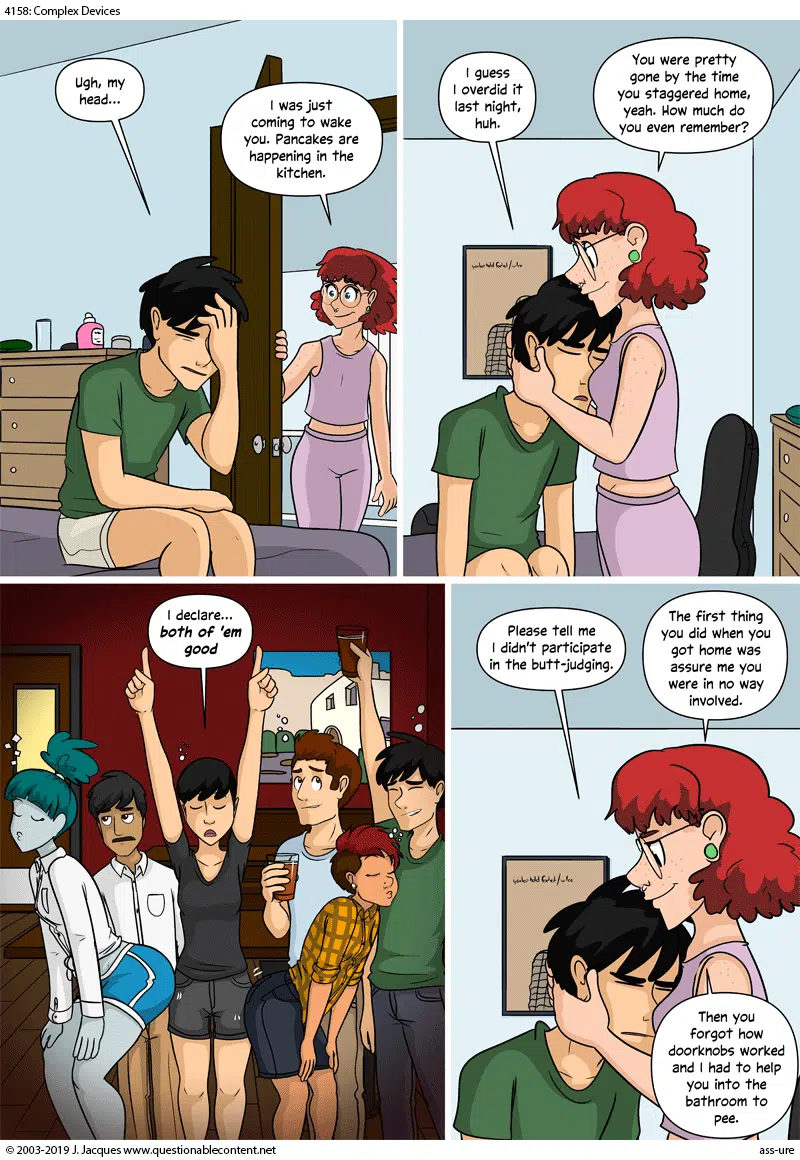 4158: Complex Devices
Ugh, my
head...
I was just
coming to wake
you. Pancakes are
happening in the
kitchen.
I guess
I overdid it
last night,
huh.
You were pretty
gone by the time
you staggered home,
yeah. How much do
you even remember?
I declare...
both of 'em
good
Please tell me
I didn't participate
in the butt-judging.
The first thing
you did when you
got home was
assure me you
were in no way
involved.
Then you
forgot how
doorknobs worked
and I had to help
you into the
bathroom to
pee.
© 2003-2019 J. Jacques www.questionablecontent.net
ass-ure